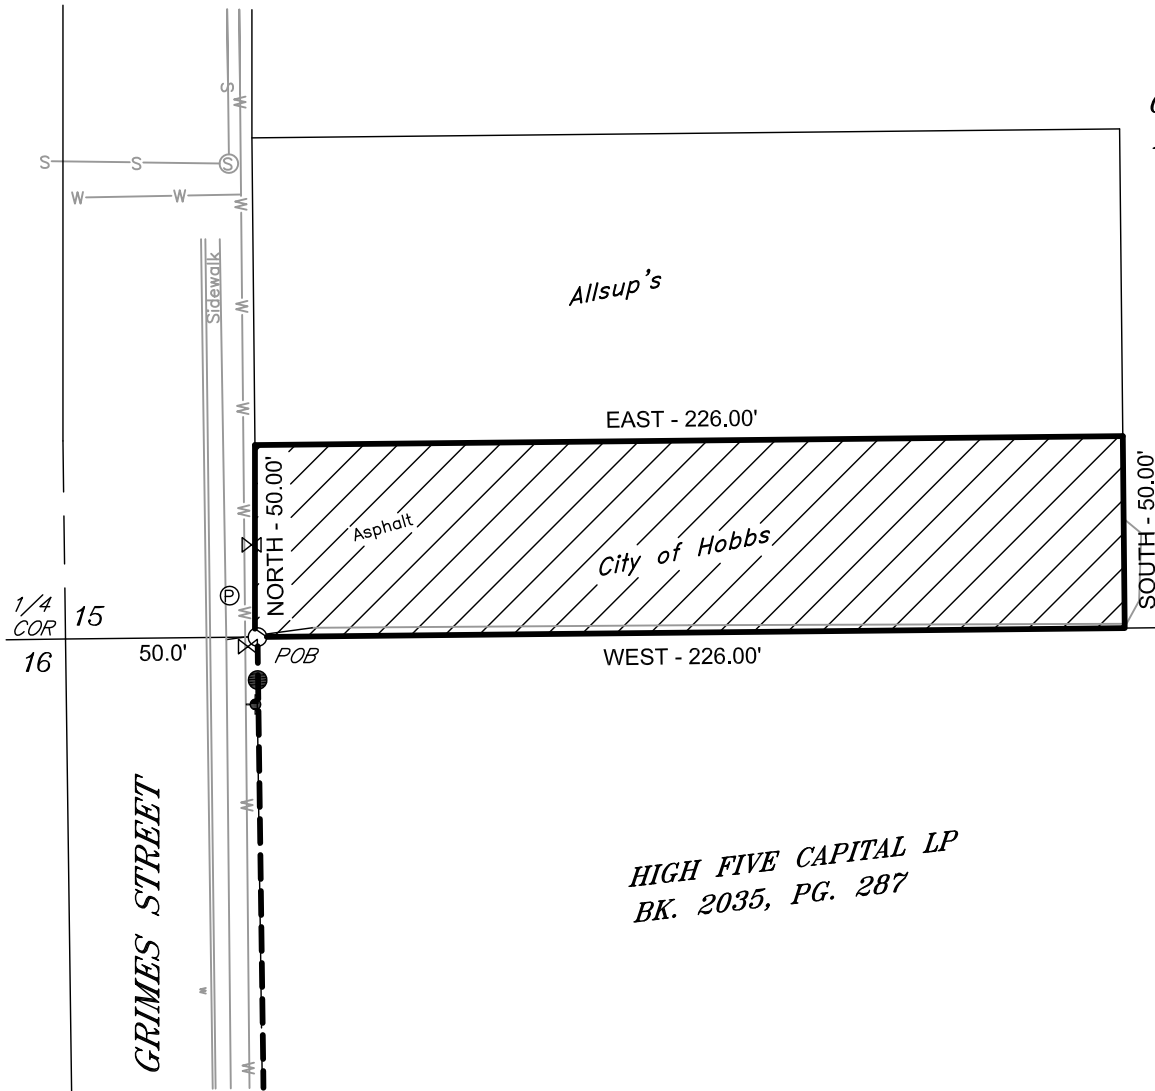 S
W
S S S
W W
W
Sidewalk
W
Allsup's
W
EAST - 226.00'
NORTH - 50.00'
SOUTH - 50.00'
W
Asphalt
City of Hobbs
P
W
1/4
COR
15
16
50.0'
POB
WEST - 226.00'
GRIMES STREET
W
HIGH FIVE CAPITAL LP
BK. 2035, PG. 287
W
W